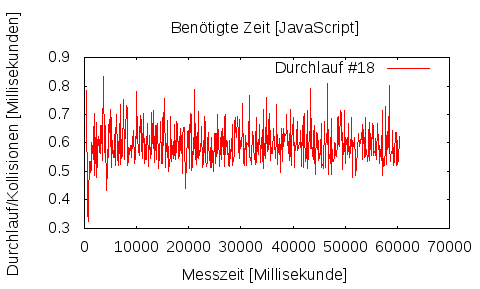 Benötigte Zeit [JavaScript]
Durchlauf/Kollisionen [Millisekunden]
Durchlauf #18
0.9
0.8
0.7
0.6
0.5
0.4
0.3
0 10000 20000 30000 40000 50000 60000 70000
Messzeit [Millisekunde]